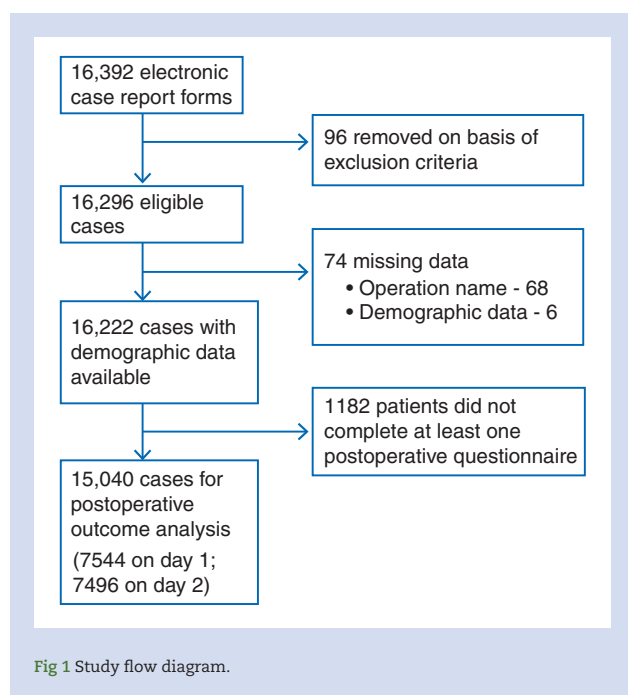 16,392 electronic
case report forms
96 removed on basis of
exclusion criteria
16,296 eligible
cases
74 missing data
• Operation name - 68
• Demographic data - 6
16,222 cases with
demographic data
available
1182 patients did not
complete at least one
postoperative questionnaire
15,040 cases for
postoperative
outcome analysis
(7544 on day 1;
7496 on day 2)
Fig 1 Study flow diagram.